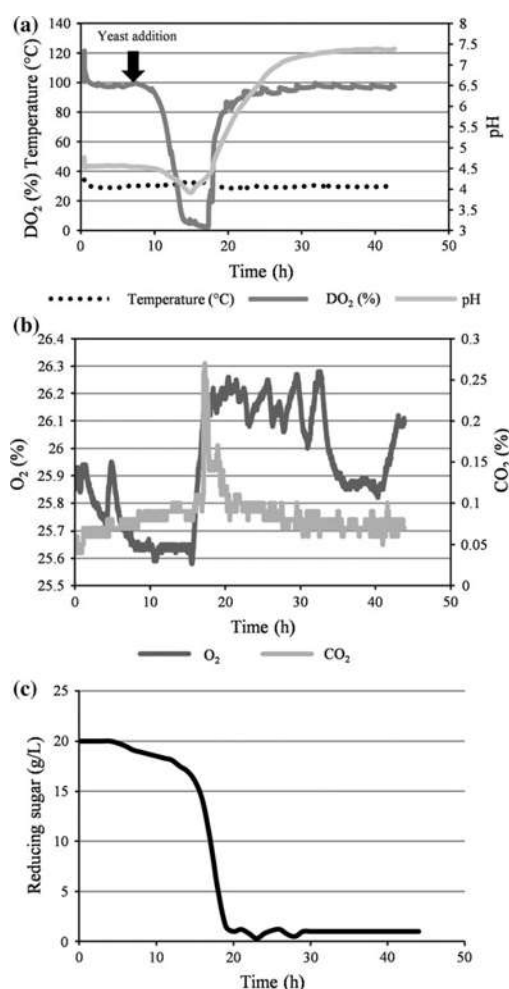 (a)
Yeast addition
DO₂ (%) Temperature (°C)
140
120
100
80
60
40
20
0
pH
8
7.5
7
6.5
6
5.5
5
4.5
4
3.5
3
0 10 20 30 40 50
Time (h)
Temperature (°C) DO₂ (%) pH
(b)
O₂ (%)
26.4
26.3
26.2
26.1
26
25.9
25.8
25.7
25.6
25.5
CO₂ (%)
0.3
0.25
0.2
0.15
0.1
0.05
0
0 10 20 30 40 50
Time (h)
O₂ CO₂
(c)
Reducing sugar (g/L)
25
20
15
10
5
0
0 10 20 30 40 50
Time (h)